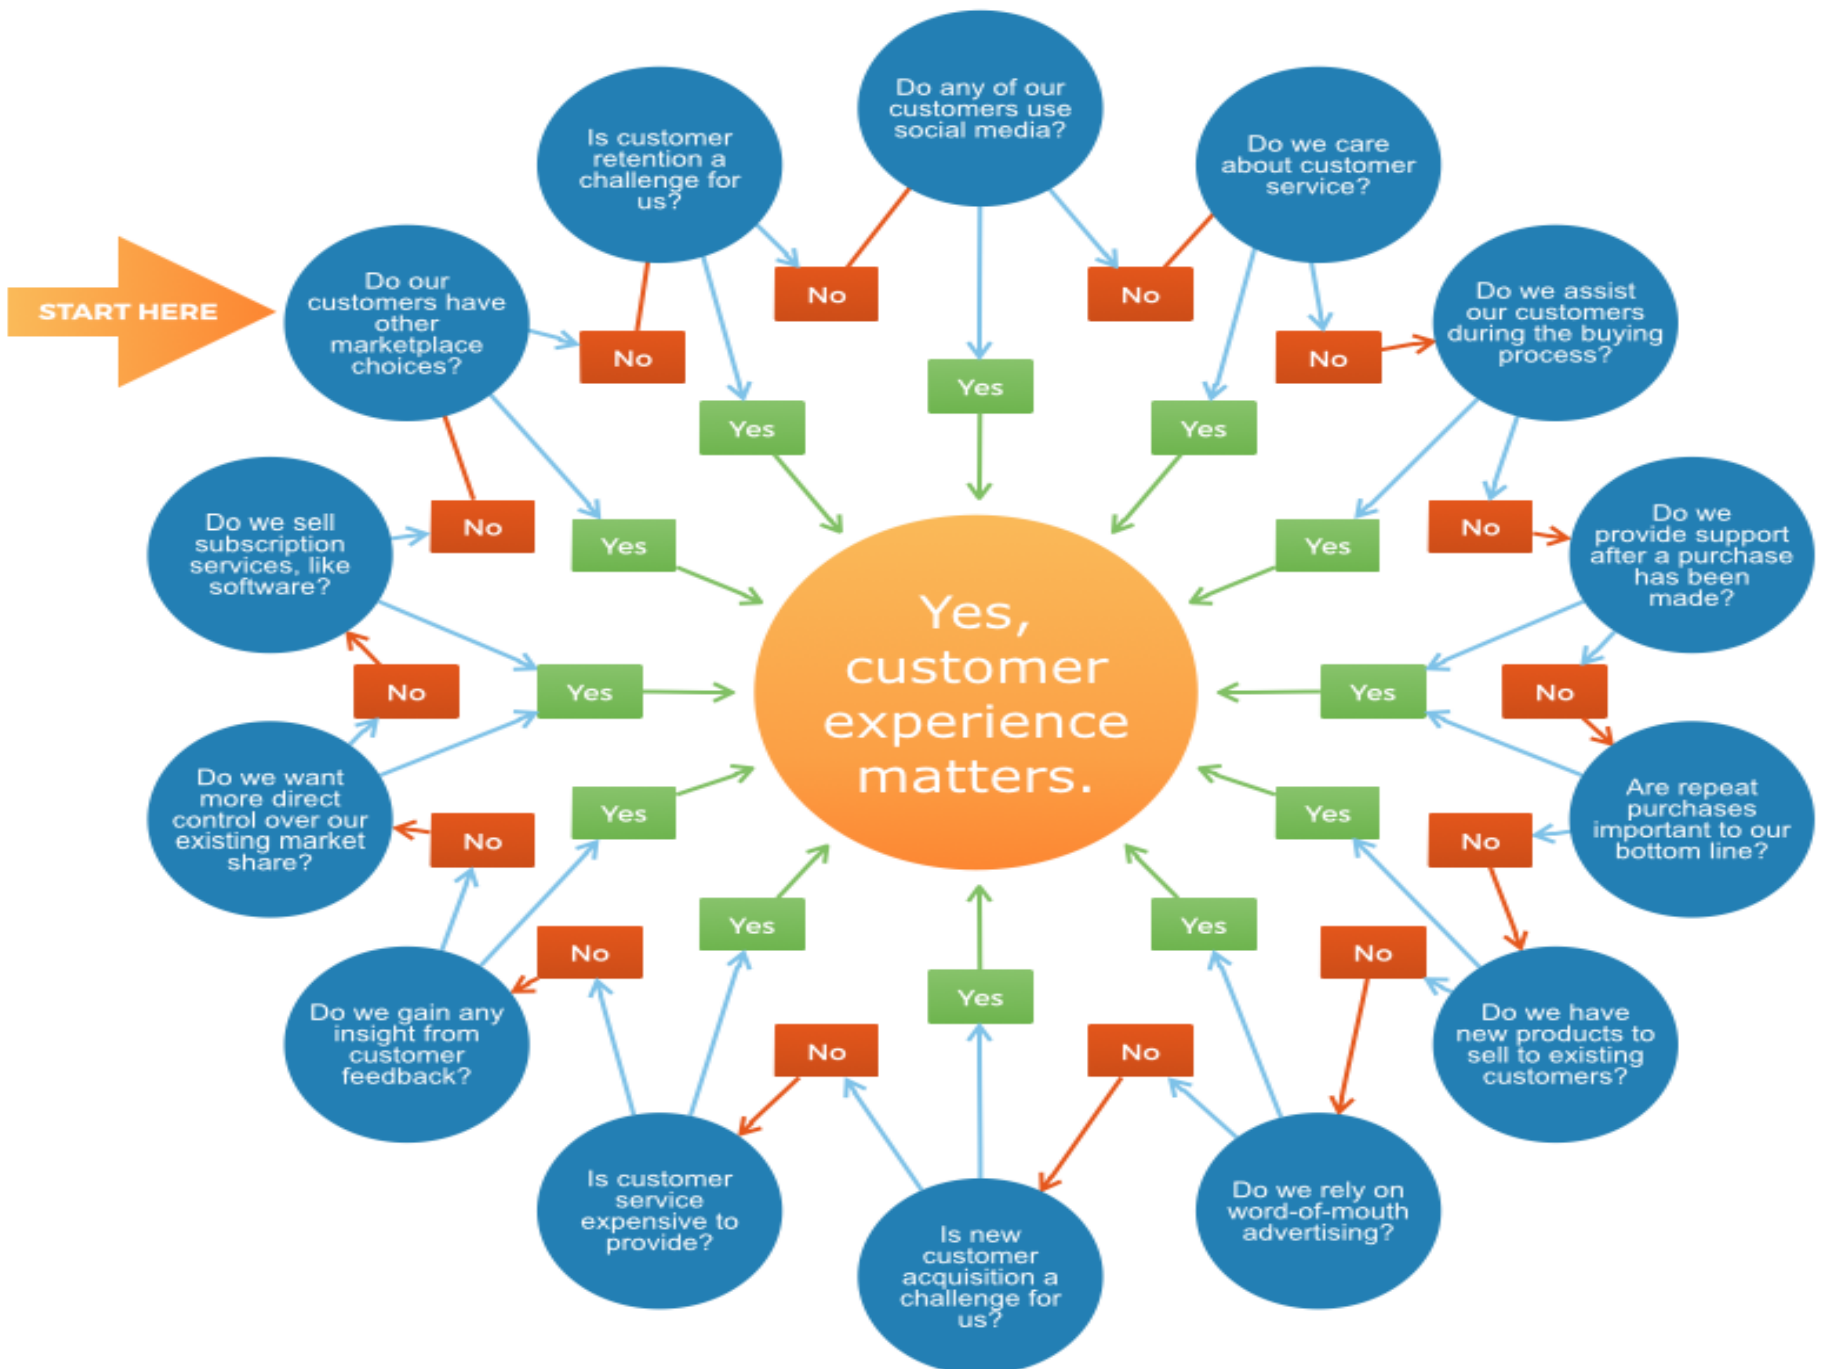 START HERE
Do our
customers have
other
marketplace
choices?
No
Yes
Is customer
retention a
challenge for
us?
No
Yes
Do any of our
customers use
social media?
No
Yes
Do we care
about customer
service?
No
Yes
Do we assist
our customers
during the buying
process?
No
Yes
Do we
provide support
after a purchase
has been
made?
No
Yes
Are repeat
purchases
important to our
bottom line?
No
Do we have
new products to
sell to existing
customers?
No
Yes
Do we rely on
word-of-mouth
advertising?
No
Yes
Is new
customer
acquisition a
challenge for
us?
No
Yes
Is customer
service
expensive to
provide?
No
Yes
Do we gain any
insight from
customer
feedback?
No
Yes
Do we want
more direct
control over our
existing market
share?
No
Yes
Do we sell
subscription
services, like
software?
No
Yes,
customer
experience
matters.